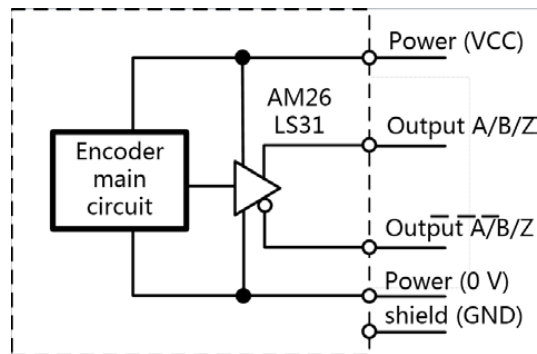 Power (VCC)
AM26
LS31
Output A/B/Z
Encoder
main
circuit
Output A̅/B̅/Z̅
Power (0 V)
shield (GND)